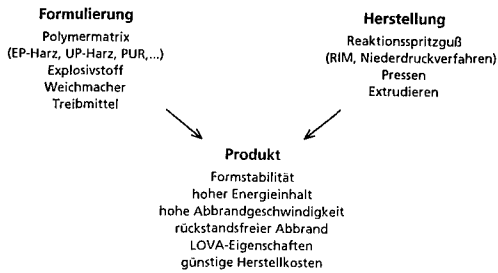 Formulierung
Polymermatrix
(EP-Harz, UP-Harz, PUR,...)
Explosivstoff
Weichmacher
Treibmittel
Herstellung
Reaktionsspritzguß
(RIM, Niederdruckverfahren)
Pressen
Extrudieren
Produkt
Formstabilität
hoher Energieinhalt
hohe Abbrandgeschwindigkeit
rückstandsfreier Abbrand
LOVA-Eigenschaften
günstige Herstellkosten